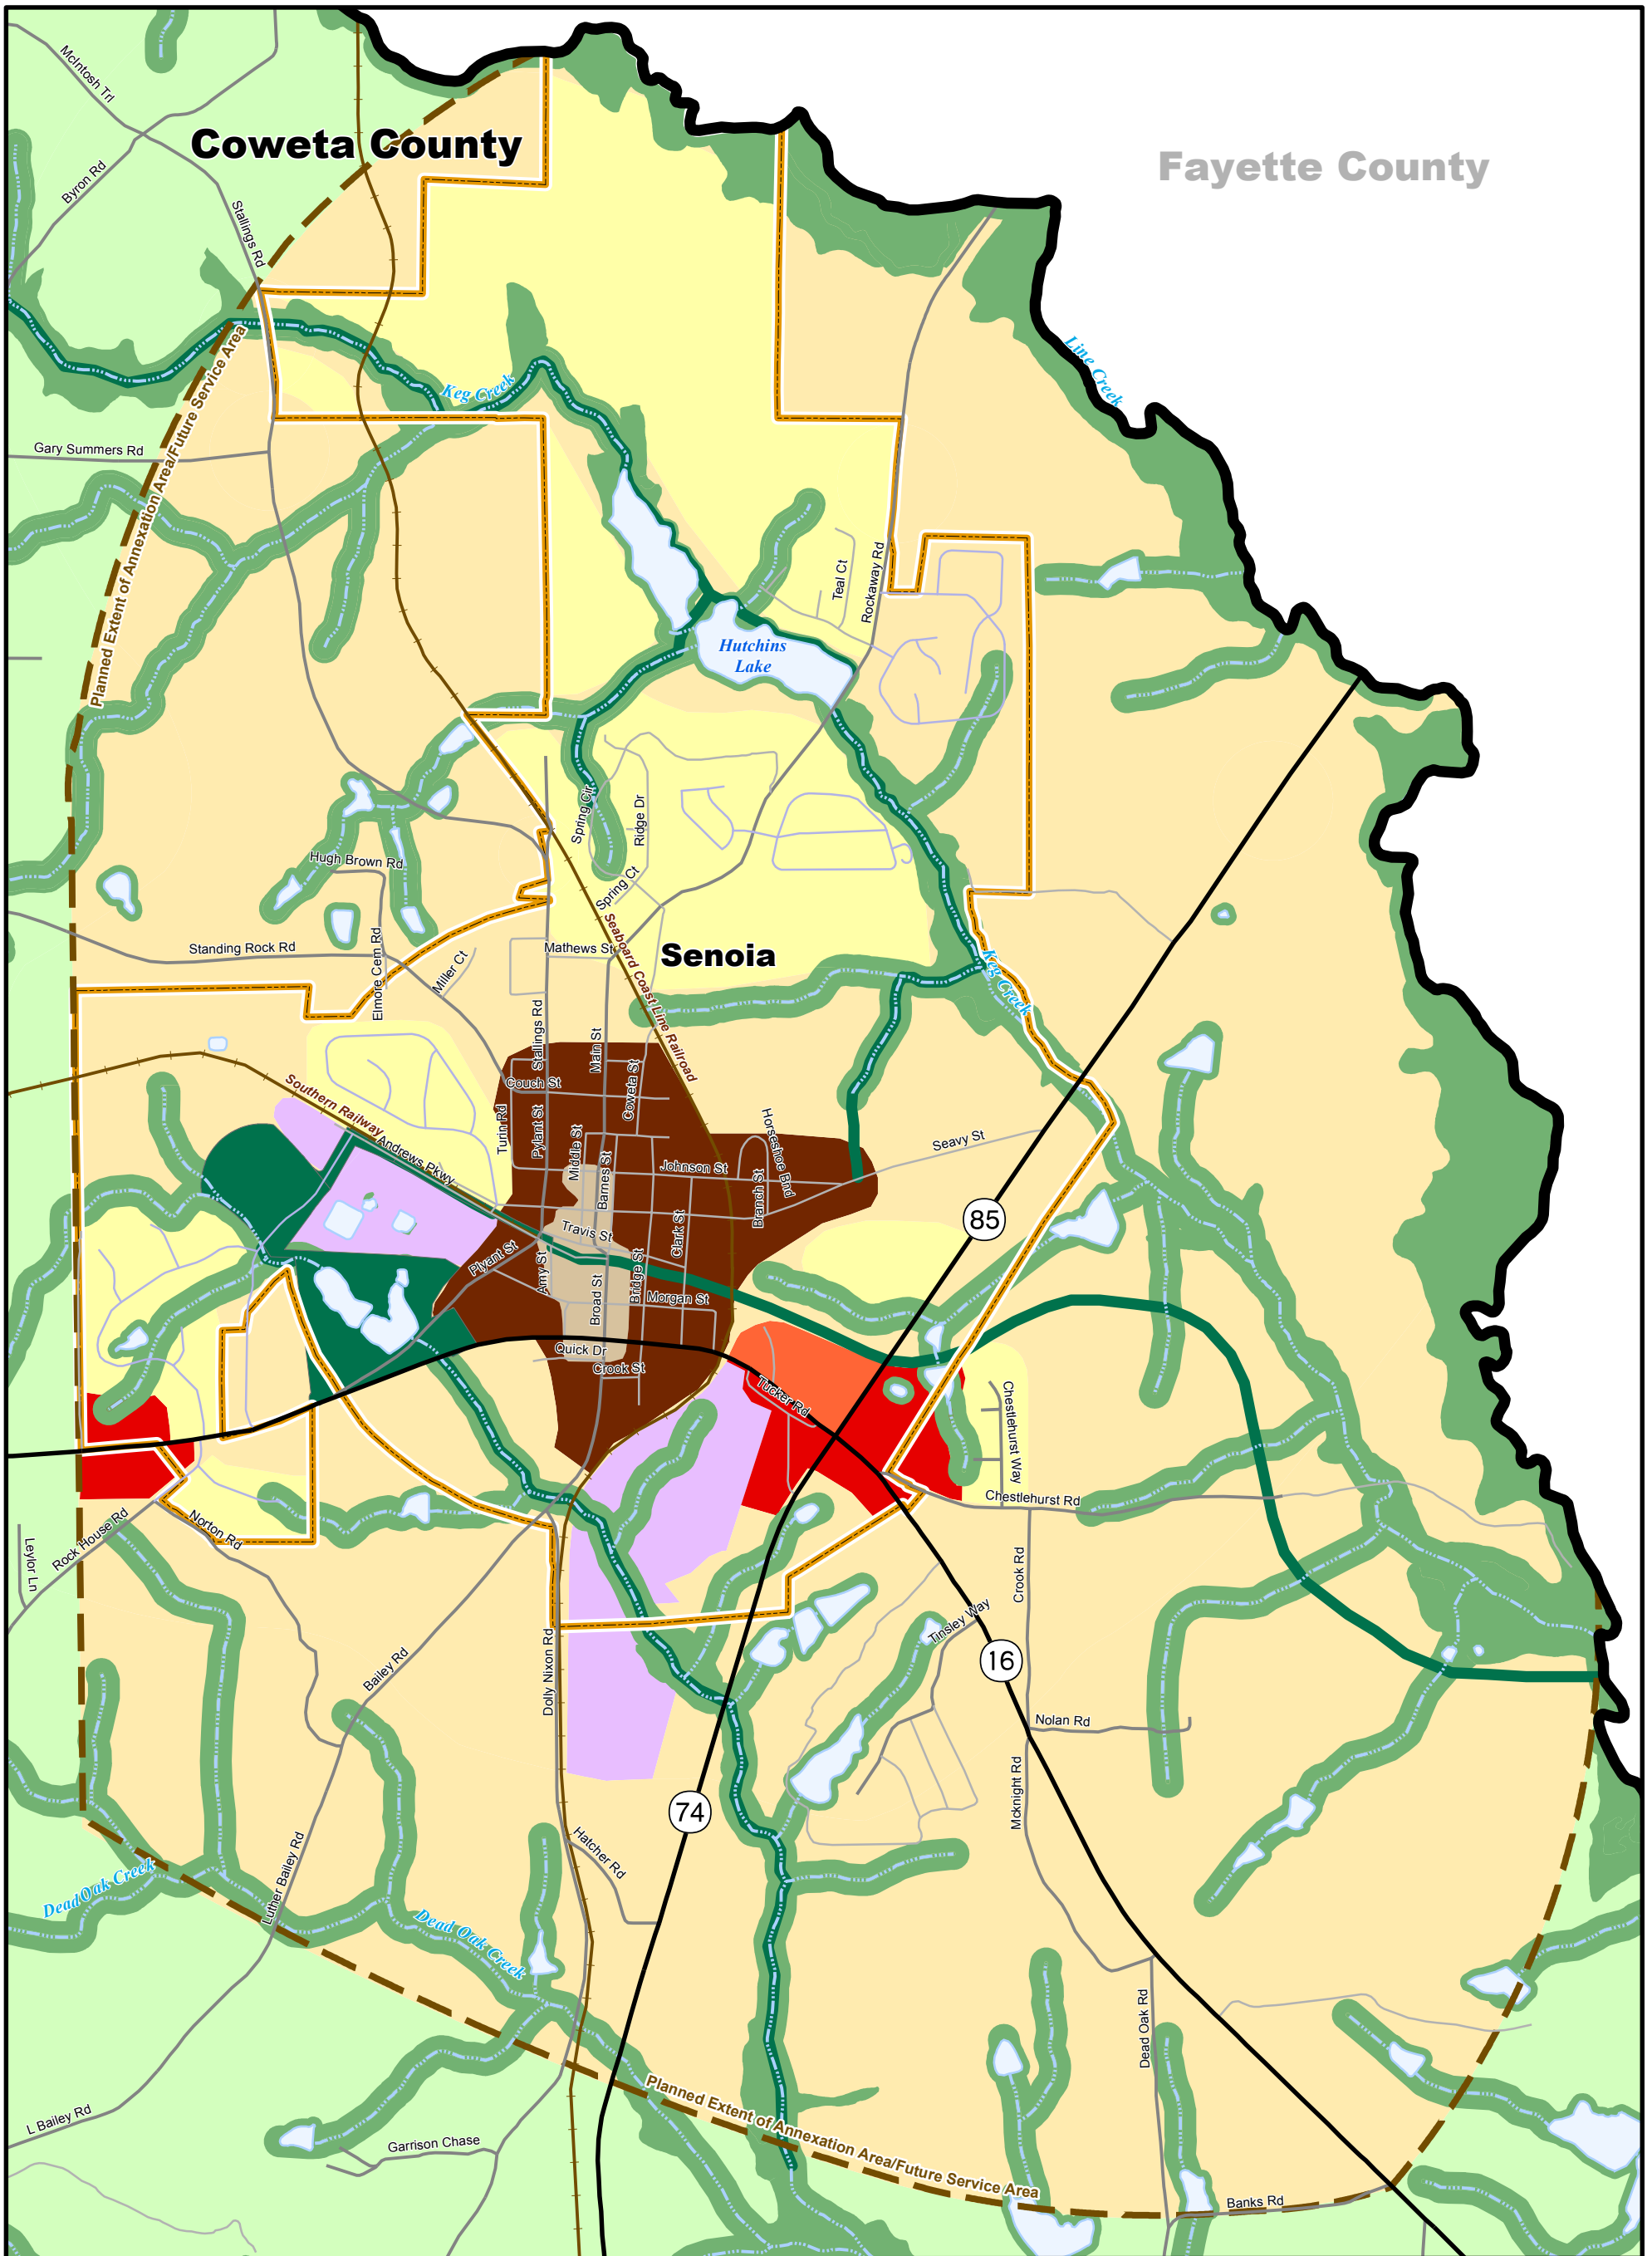 McIntosh Trl
Coweta County
Fayette County
Byron Rd
Stallings Rd
Line Creek
Keg Creek
Planned Extent of Annexation Area/Future Service Area
Gary Summers Rd
Teal Ct
Rockaway Rd
Hutchins
Lake
Spring Cir
Ridge Dr
Hugh Brown Rd
Spring Ct
Seaboard Coast Line Railroad
Standing Rock Rd
Elmore Cem Rd
Miller Ct
Mathews St
Senoia
Keg Creek
Stallings Rd
Main St
Coweta St
Couch St
Southern Railway
Andrews Pkwy
Turin Rd
Pylant St
Middle St
Barnes St
Johnson St
Branch St
Horseshoe Bnd
Seavy St
85
Travis St
Clark St
Plyant St
Amy St
Broad St
Bridge St
Morgan St
Quick Dr
Crook St
Tucker Rd
Chestlehurst Way
Chestlehurst Rd
Leylor Ln
Rock House Rd
Norton Rd
Crook Rd
Tinsley Way
Bailey Rd
Dolly Nixon Rd
16
Nolan Rd
Mcknight Rd
74
Hatcher Rd
Luther Bailey Rd
Dead Oak Creek
Dead Oak Creek
Dead Oak Rd
Planned Extent of Annexation Area/Future Service Area
L Bailey Rd
Garrison Chase
Banks Rd